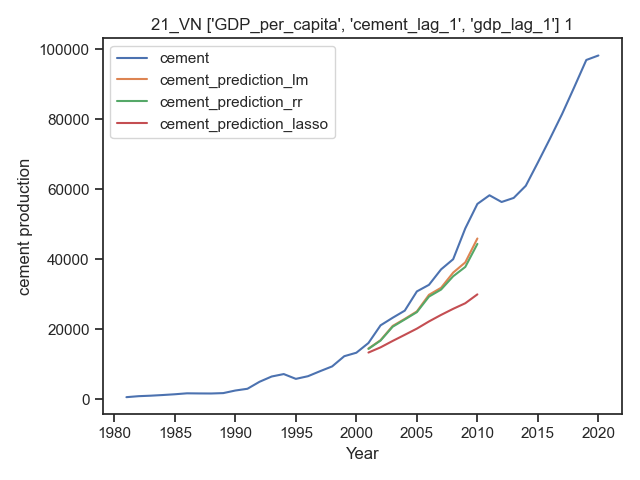 21_VN ['GDP_per_capita', 'cement_lag_1', 'gdp_lag_1'] 1
cement
cement_prediction_lm
cement_prediction_rr
cement_prediction_lasso
cement production
100000
80000
60000
40000
20000
0
1980 1985 1990 1995 2000 2005 2010 2015 2020
Year